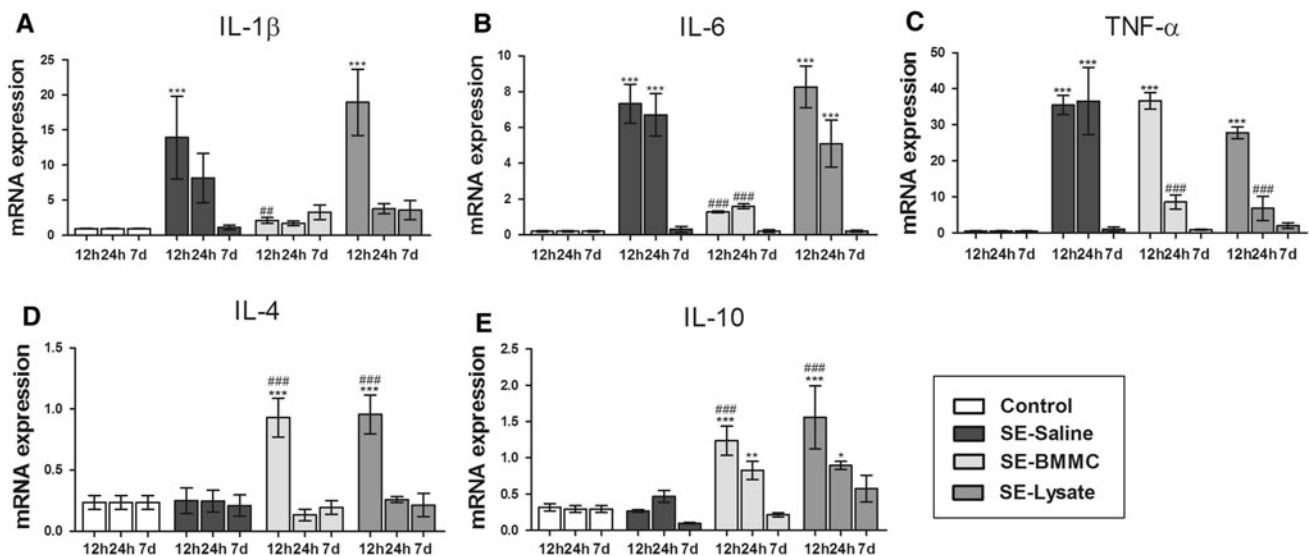 A IL-1β
mRNA expression
25
20
15
10
5
0
***
##
***
12h24h 7d 12h24h 7d 12h24h 7d 12h24h 7d
B IL-6
mRNA expression
8
6
4
2
0
*** ***
### ###
*** ***
12h24h 7d 12h24h 7d 12h24h 7d 12h24h 7d
C TNF-α
mRNA expression
50
40
30
20
10
0
*** ***
*** ###
*** ###
12h24h 7d 12h24h 7d 12h24h 7d 12h24h 7d
D IL-4
mRNA expression
1.5
1.0
0.5
0.0
### ###
*** ***
12h24h 7d 12h24h 7d 12h24h 7d 12h24h 7d
E IL-10
mRNA expression
2.5
2.0
1.5
1.0
0.5
0.0
###
*** **
###
*** *
12h24h 7d 12h24h 7d 12h24h 7d 12h24h 7d
Control
SE-Saline
SE-BMMC
SE-Lysate